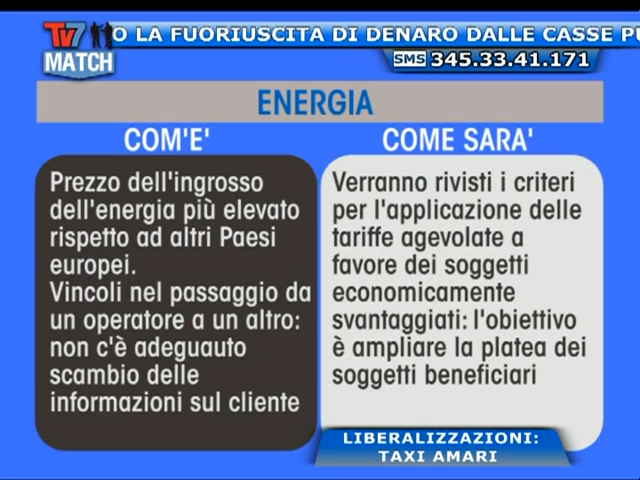 TV7
MATCH
O LA FUORIUSCITA DI DENARO DALLE CASSE PU
SMS 345.33.41.171
ENERGIA
COM'E'
COME SARA'
Prezzo dell'ingrosso
dell'energia più elevato
rispetto ad altri Paesi
europei.
Vincoli nel passaggio da
un operatore a un altro:
non c'è adeguauto
scambio delle
informazioni sul cliente
Verranno rivisti i criteri
per l'applicazione delle
tariffe agevolate a
favore dei soggetti
economicamente
svantaggiati: l'obiettivo
è ampliare la platea dei
soggetti beneficiari
LIBERALIZZAZIONI:
TAXI AMARI